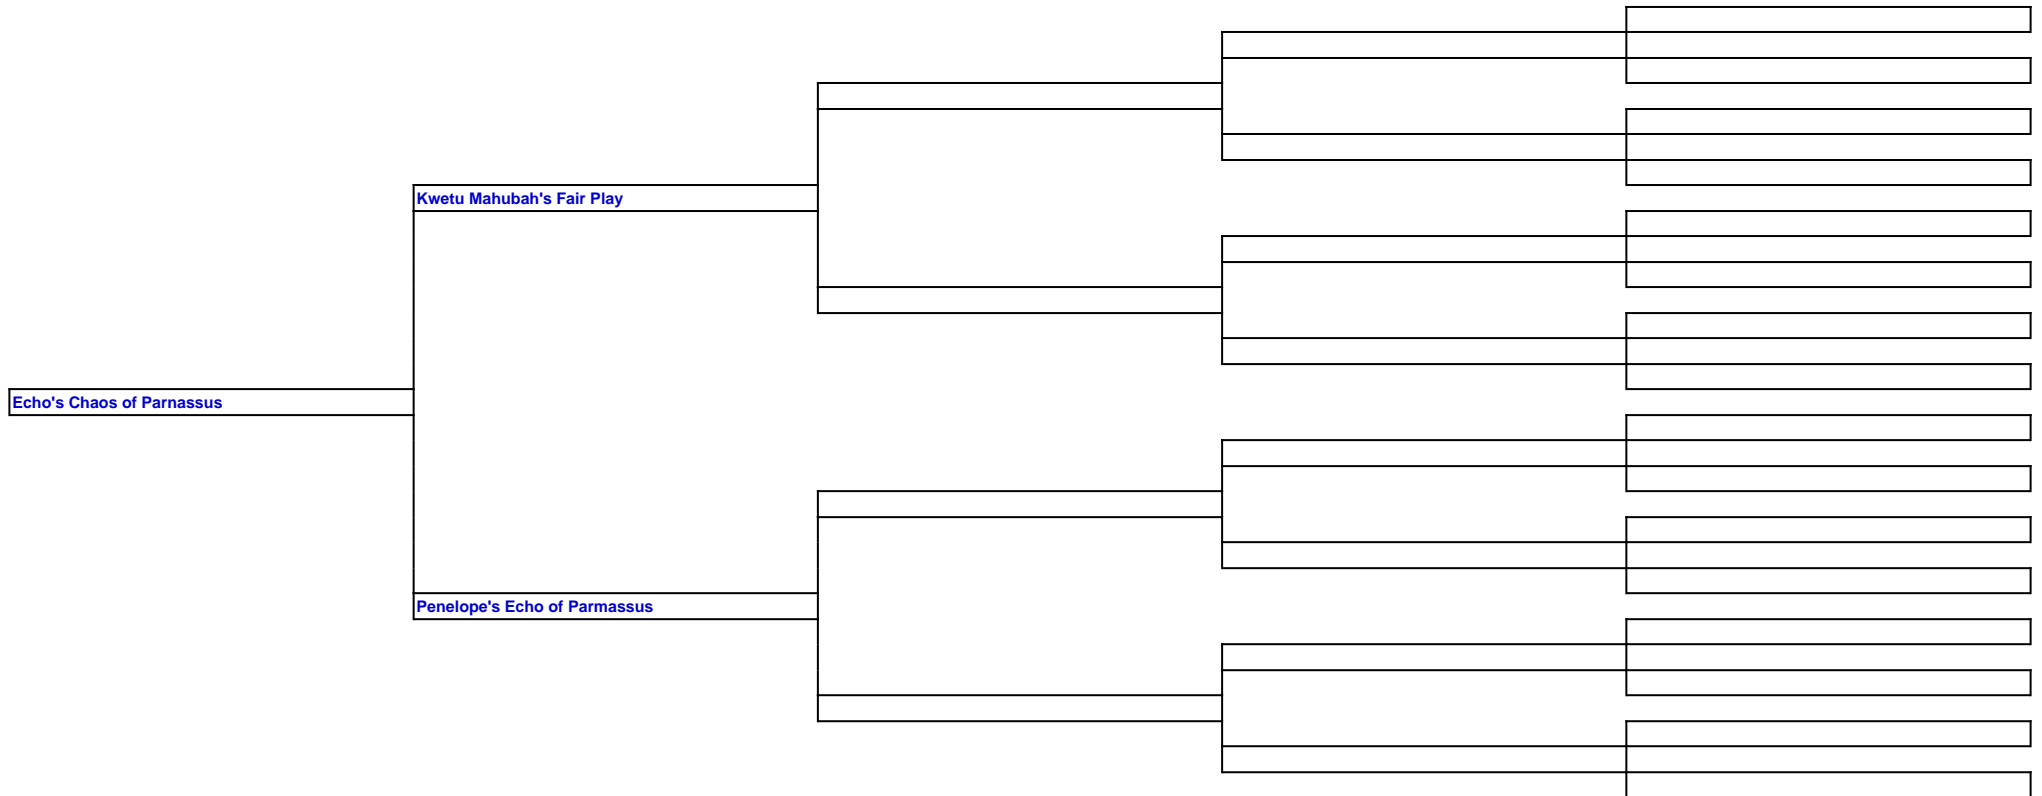 Kwetu Mahubah's Fair Play
Echo's Chaos of Parnassus
Penelope's Echo of Parmassus